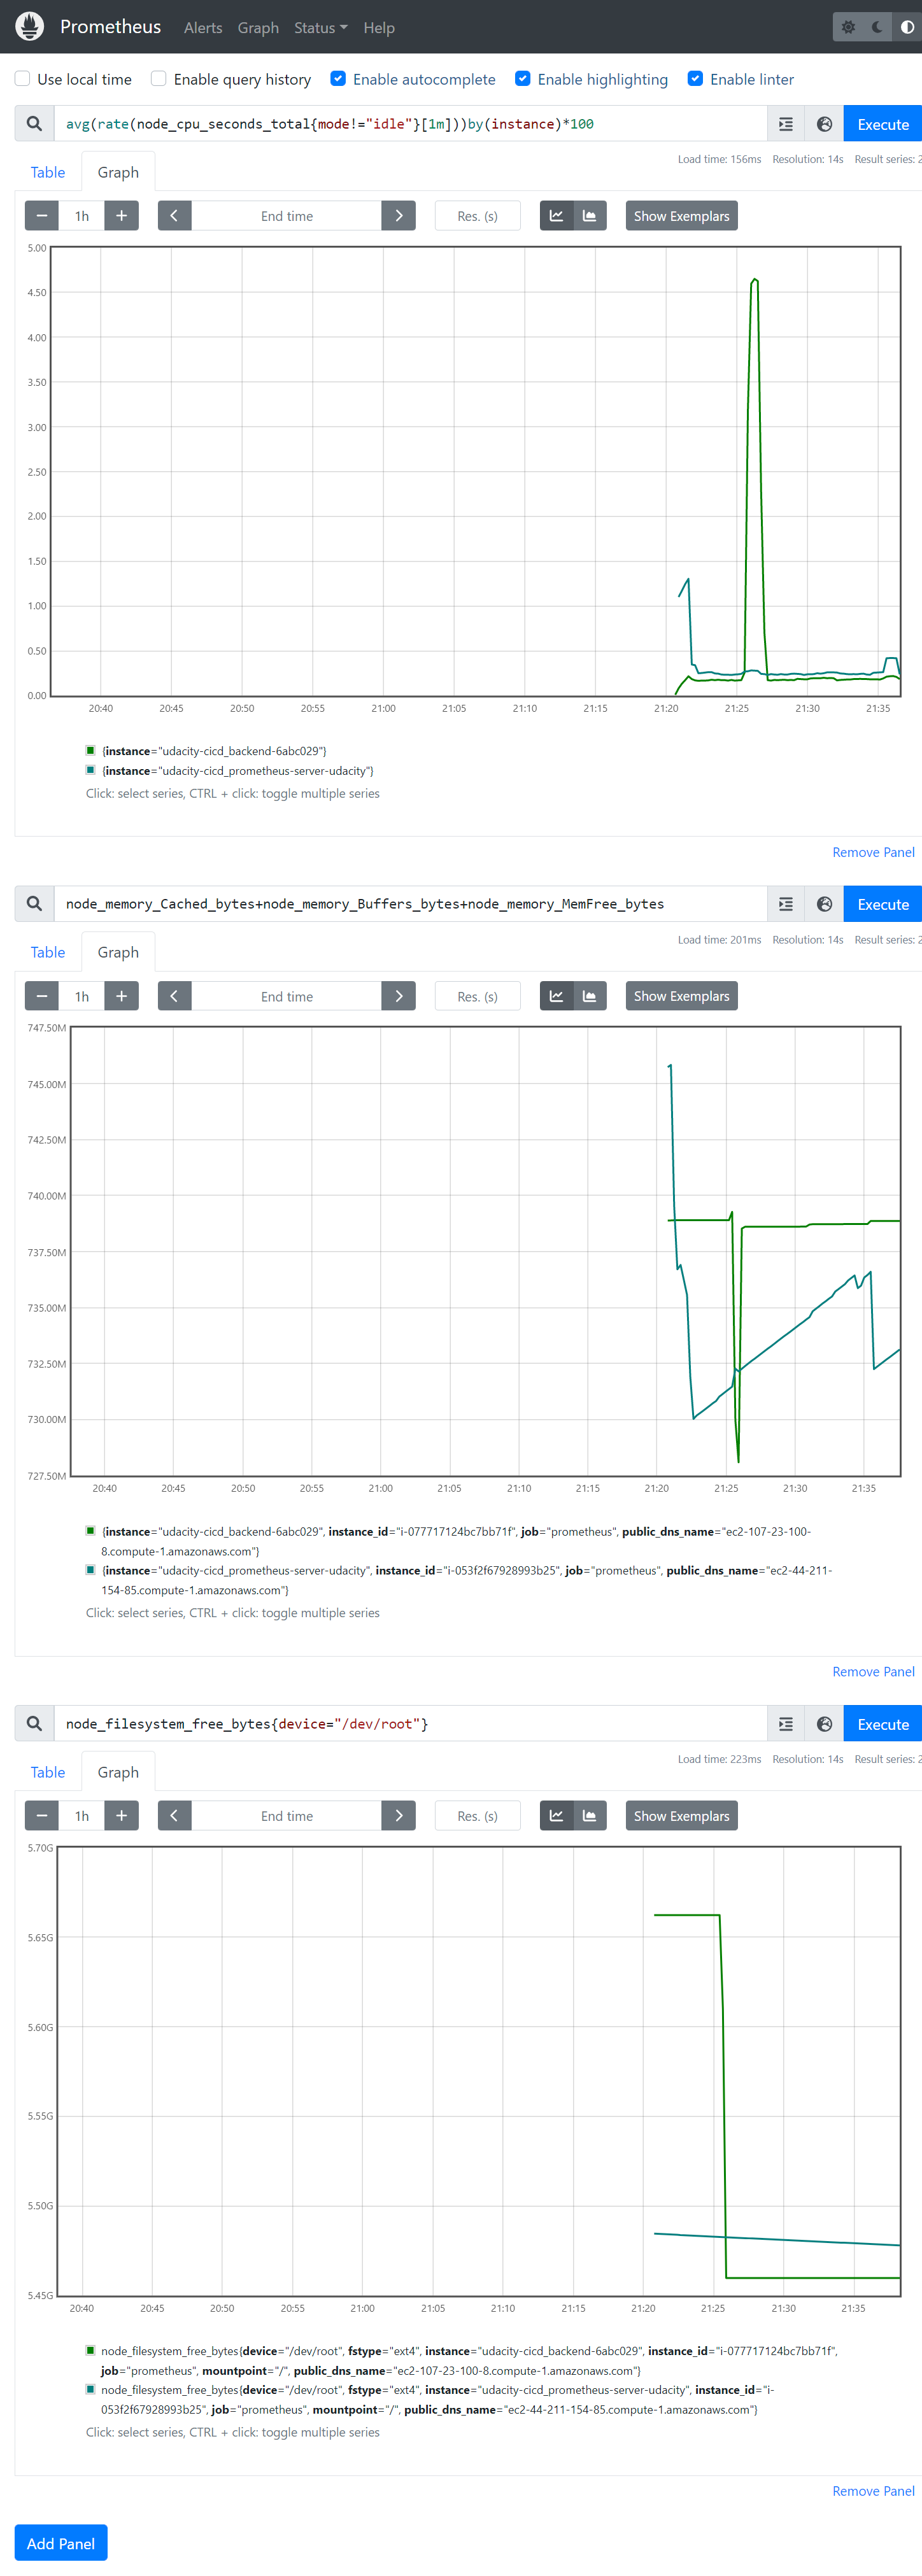 Prometheus Alerts Graph Status Help
Use local time Enable query history Enable autocomplete Enable highlighting Enable linter
avg(rate(node_cpu_seconds_total{mode!="idle"}[1m]))by(instance)*100 Execute
Load time: 156ms Resolution: 14s Result series: 2
Table Graph
1h End time Res. (s) Show Exemplars
5.00
4.50
4.00
3.50
3.00
2.50
2.00
1.50
1.00
0.50
0.00
20:40 20:45 20:50 20:55 21:00 21:05 21:10 21:15 21:20 21:25 21:30 21:35
{instance="udacity-cicd_backend-6abc029"}
{instance="udacity-cicd_prometheus-server-udacity"}
Click: select series, CTRL + click: toggle multiple series
Remove Panel
node_memory_Cached_bytes+node_memory_Buffers_bytes+node_memory_MemFree_bytes Execute
Load time: 201ms Resolution: 14s Result series: 2
Table Graph
1h End time Res. (s) Show Exemplars
747.50M
745.00M
742.50M
740.00M
737.50M
735.00M
732.50M
730.00M
727.50M
20:40 20:45 20:50 20:55 21:00 21:05 21:10 21:15 21:20 21:25 21:30 21:35
{instance="udacity-cicd_backend-6abc029", instance_id="i-077717124bc7bb71f", job="prometheus", public_dns_name="ec2-107-23-100-
8.compute-1.amazonaws.com"}
{instance="udacity-cicd_prometheus-server-udacity", instance_id="i-053f2f67928993b25", job="prometheus", public_dns_name="ec2-44-211-
154-85.compute-1.amazonaws.com"}
Click: select series, CTRL + click: toggle multiple series
Remove Panel
node_filesystem_free_bytes{device="/dev/root"} Execute
Load time: 223ms Resolution: 14s Result series: 2
Table Graph
1h End time Res. (s) Show Exemplars
5.70G
5.65G
5.60G
5.55G
5.50G
5.45G
20:40 20:45 20:50 20:55 21:00 21:05 21:10 21:15 21:20 21:25 21:30 21:35
node_filesystem_free_bytes{device="/dev/root", fstype="ext4", instance="udacity-cicd_backend-6abc029", instance_id="i-077717124bc7bb71f",
job="prometheus", mountpoint="/", public_dns_name="ec2-107-23-100-8.compute-1.amazonaws.com"}
node_filesystem_free_bytes{device="/dev/root", fstype="ext4", instance="udacity-cicd_prometheus-server-udacity", instance_id="i-
053f2f67928993b25", job="prometheus", mountpoint="/", public_dns_name="ec2-44-211-154-85.compute-1.amazonaws.com"}
Click: select series, CTRL + click: toggle multiple series
Remove Panel
Add Panel